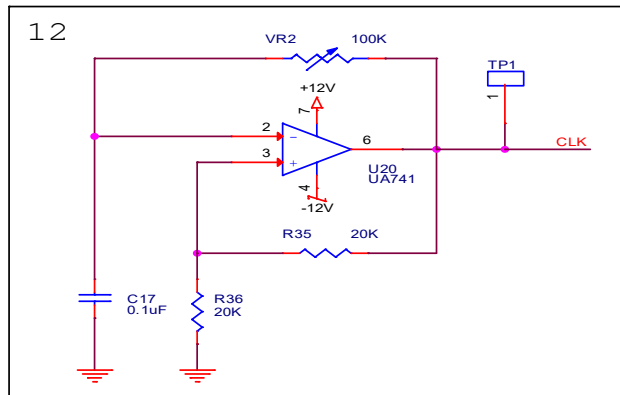 12
VR2 100K
TP1
1
+12V
7
2
-
3
+
6
CLK
U20
UA741
4
-12V
R35 20K
C17
0.1uF
R36
20K